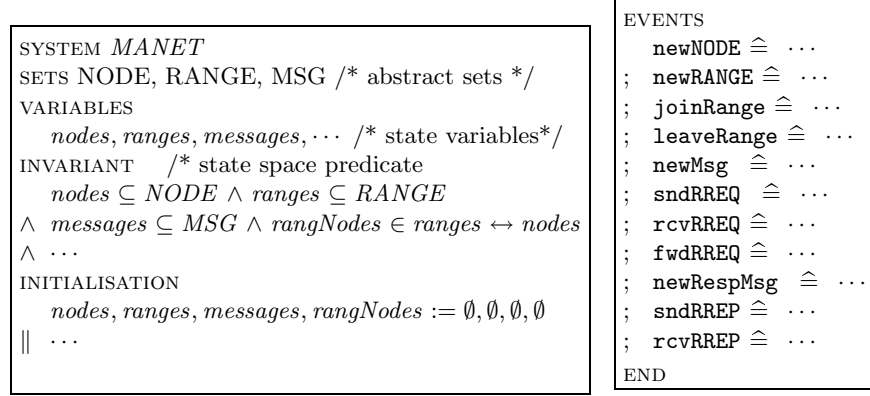 SYSTEM MANET
SETS NODE, RANGE, MSG /* abstract sets */
VARIABLES
nodes, ranges, messages, ··· /* state variables*/
INVARIANT /* state space predicate
nodes ⊆ NODE ∧ ranges ⊆ RANGE
∧ messages ⊆ MSG ∧ rangNodes ∈ ranges ↔ nodes
∧ ···
INITIALISATION
nodes, ranges, messages, rangNodes := ∅, ∅, ∅, ∅
∥ ···
EVENTS
newNODE ≙ ···
; newRANGE ≙ ···
; joinRange ≙ ···
; leaveRange ≙ ···
; newMsg ≙ ···
; sndRREQ ≙ ···
; rcvRREQ ≙ ···
; fwdRREQ ≙ ···
; newRespMsg ≙ ···
; sndRREP ≙ ···
; rcvRREP ≙ ···
END